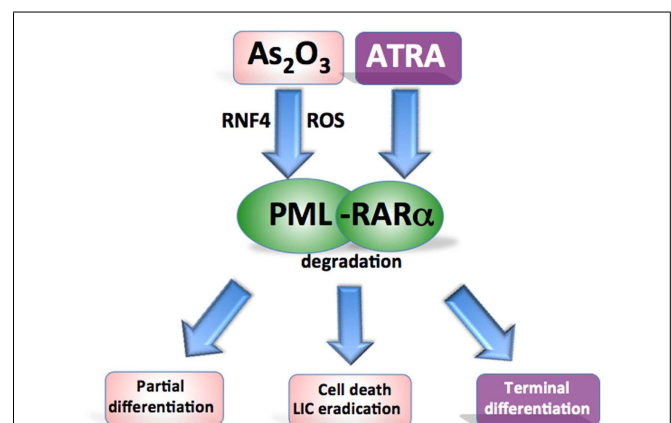 As₂O₃ ATRA
RNF4 ROS
PML -RARα
degradation
Partial
differentiation
Cell death
LIC eradication
Terminal
differentiation